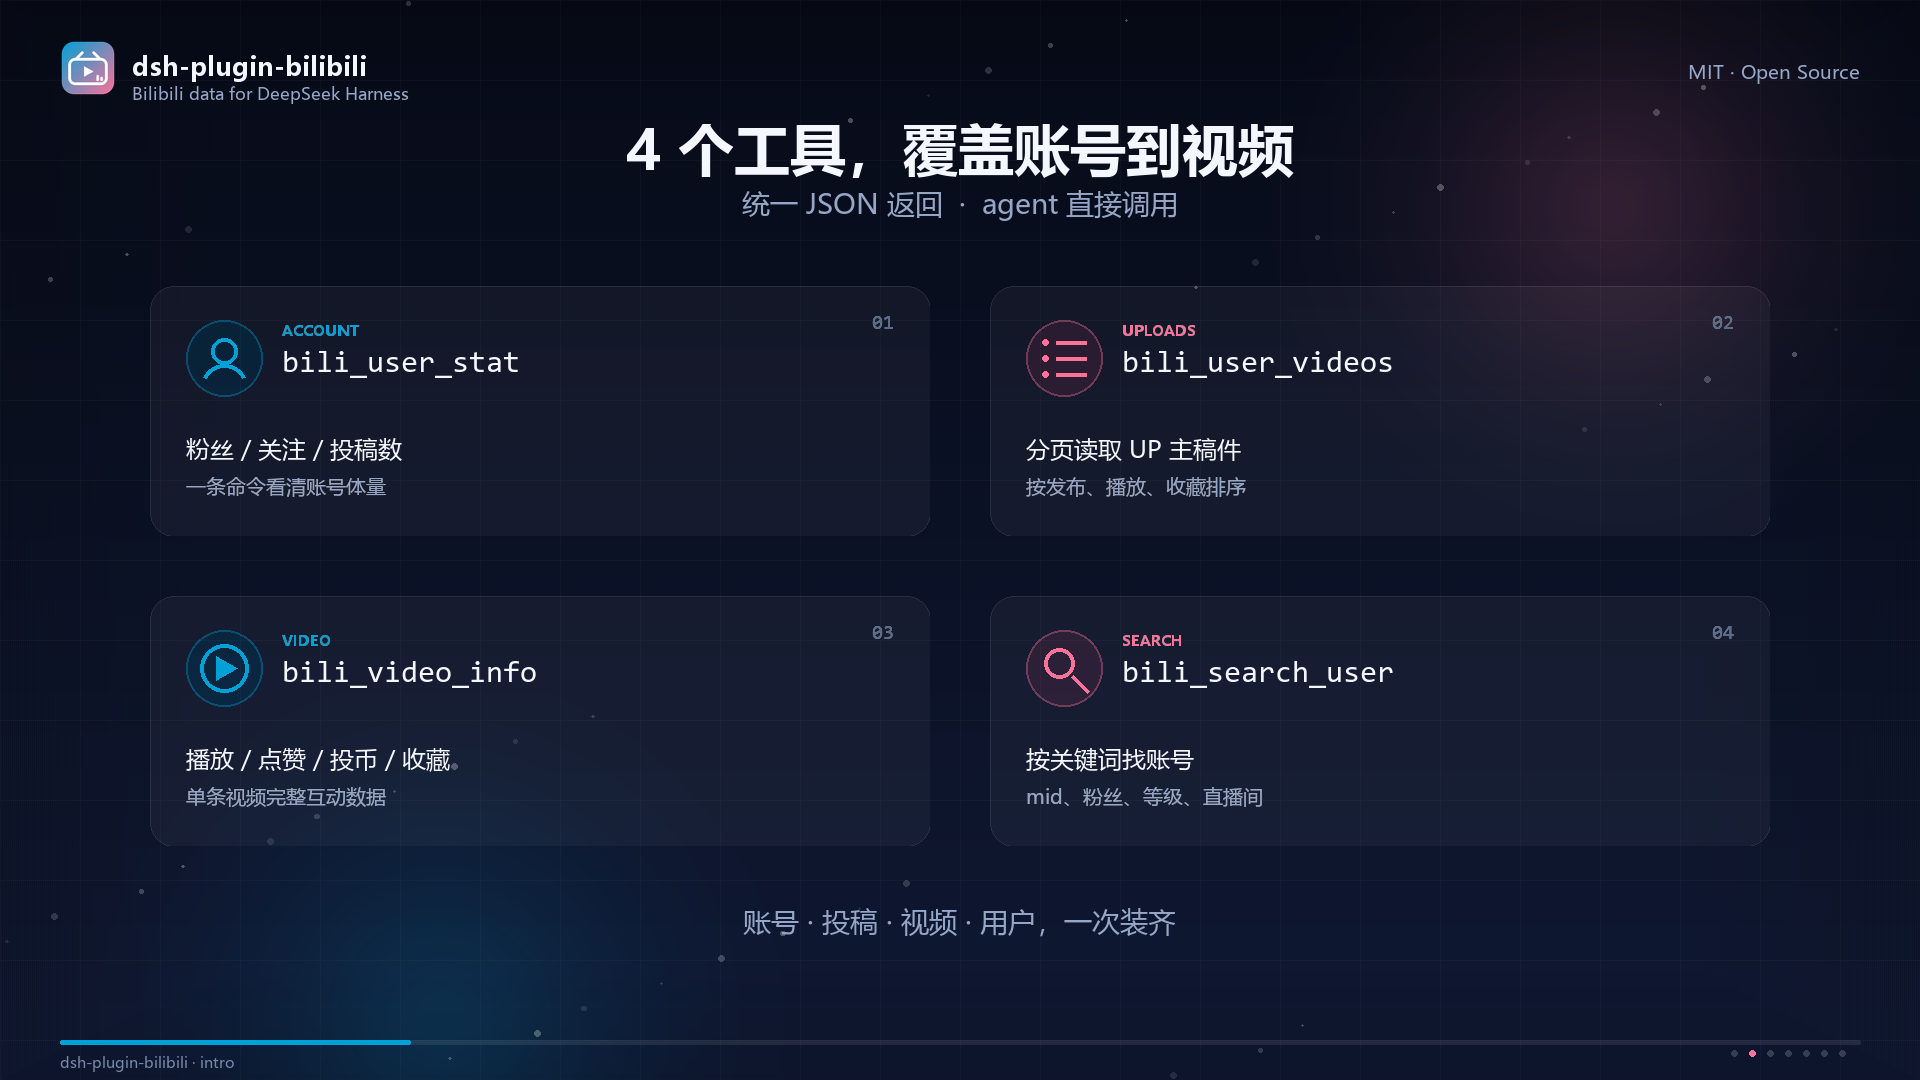 dsh-plugin-bilibili
Bilibili data for DeepSeek Harness
MIT · Open Source
4 个工具，覆盖账号到视频
统一 JSON 返回 · agent 直接调用
01
ACCOUNT
bili_user_stat
粉丝 / 关注 / 投稿数
一条命令看清账号体量
02
UPLOADS
bili_user_videos
分页读取 UP 主稿件
按发布、播放、收藏排序
03
VIDEO
bili_video_info
播放 / 点赞 / 投币 / 收藏
单条视频完整互动数据
04
SEARCH
bili_search_user
按关键词找账号
mid、粉丝、等级、直播间
账号 · 投稿 · 视频 · 用户，一次装齐
dsh-plugin-bilibili · intro